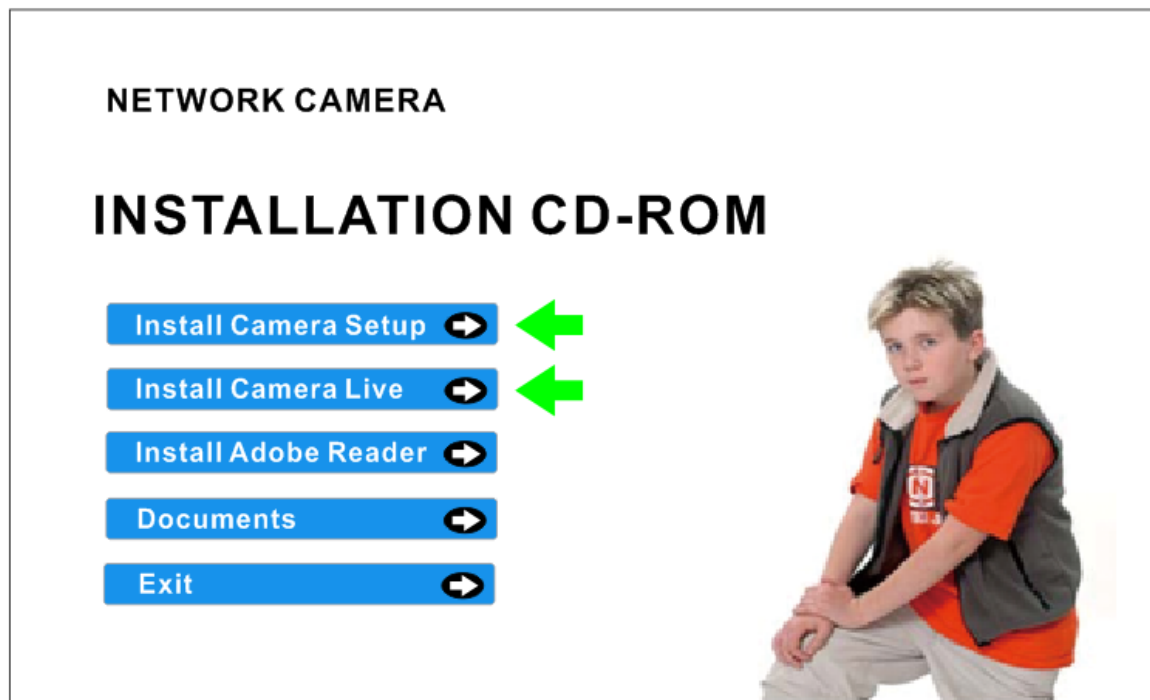 NETWORK CAMERA
INSTALLATION CD-ROM
Install Camera Setup
Install Camera Live
Install Adobe Reader
Documents
Exit
N